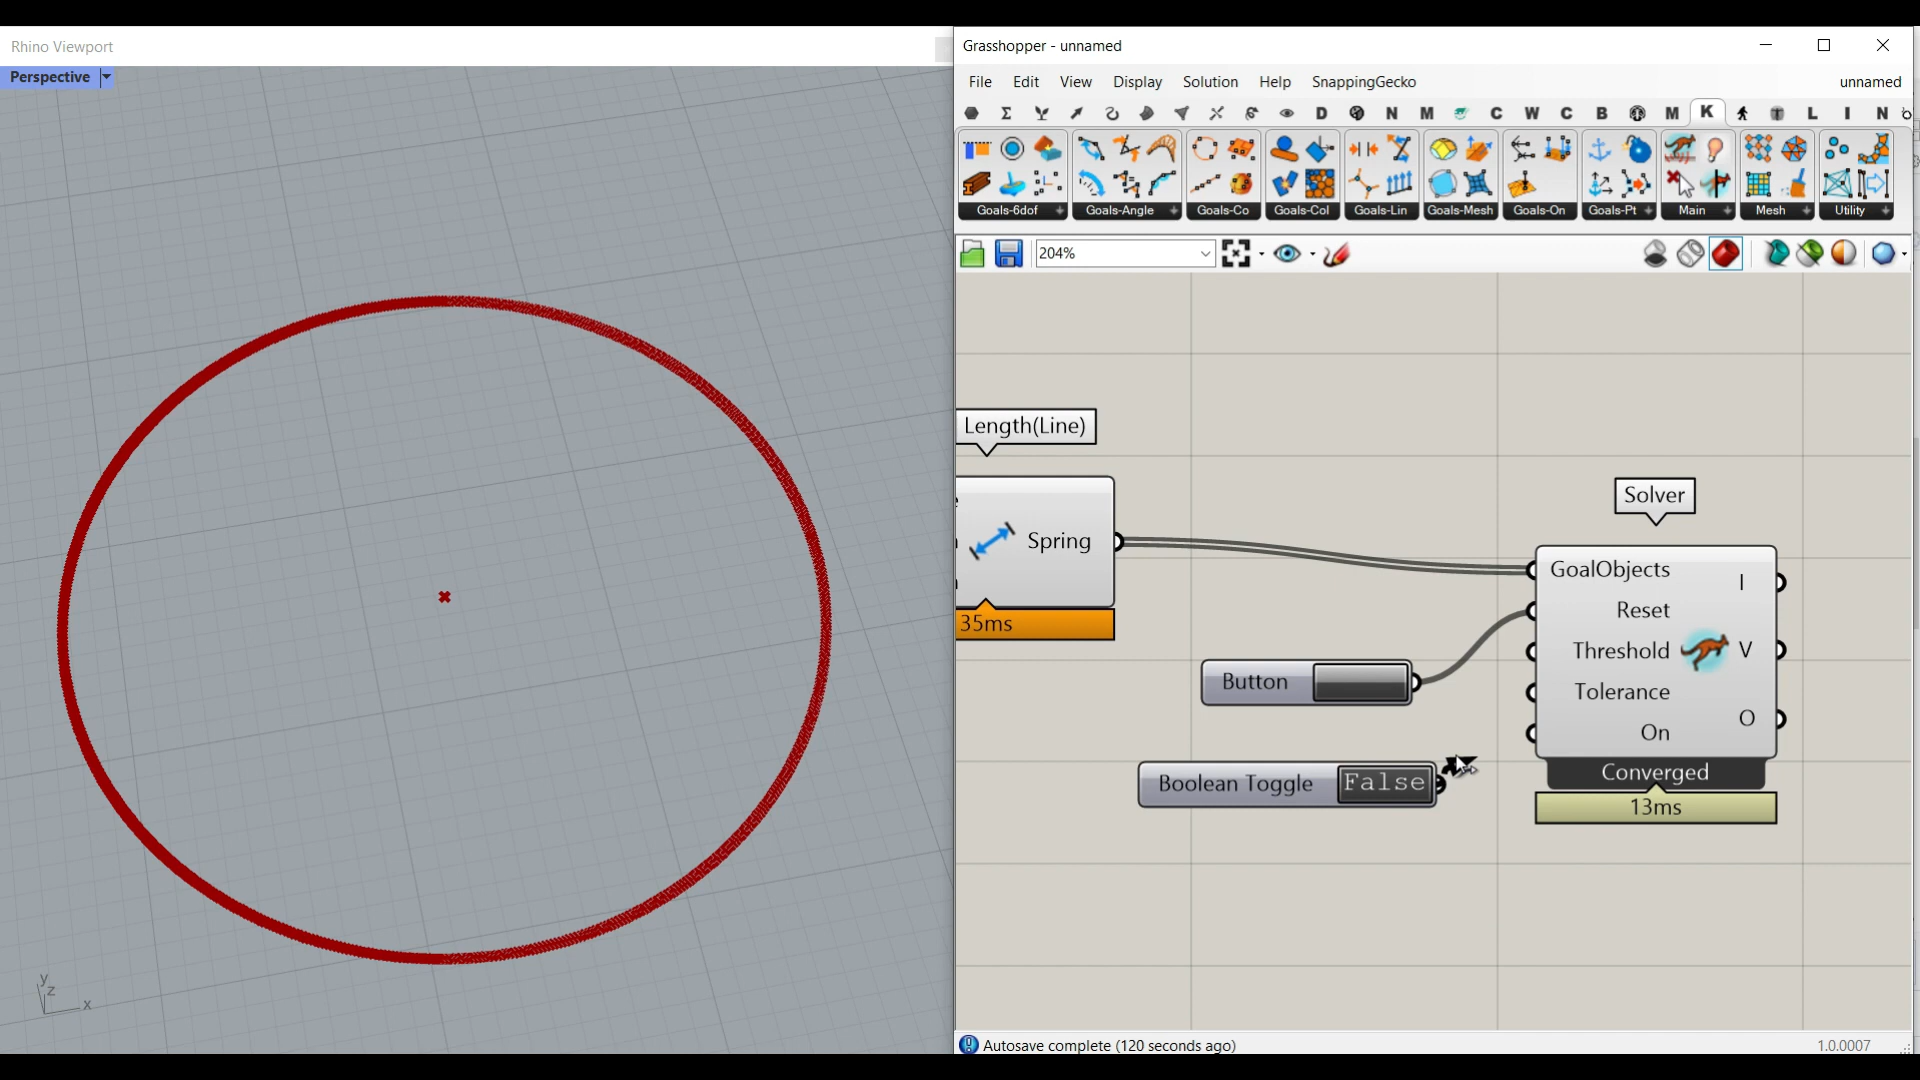 Rhino Viewport
Perspective
Grasshopper - unnamed
File Edit View Display Solution Help SnappingGecko unnamed
D N M C W C B M K L I N
Goals-6dof Goals-Angle Goals-Co Goals-Col Goals-Lin Goals-Mesh Goals-On Goals-Pt Main Mesh Utility
204%
Length(Line)
Spring
35ms
Solver
GoalObjects
Reset
Threshold
Tolerance
On
I
V
O
Converged
13ms
Button
Boolean Toggle False
y
z
x
Autosave complete (120 seconds ago)
1.0.0007